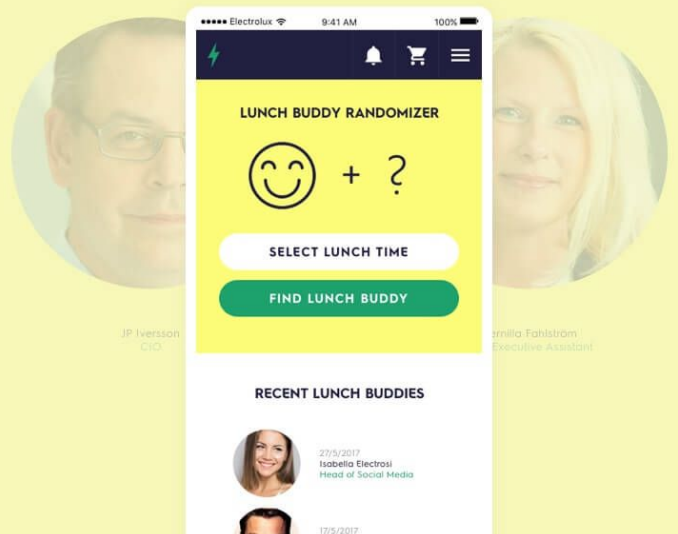 Electrolux 9:41 AM 100%
LUNCH BUDDY RANDOMIZER
+ ?
SELECT LUNCH TIME
FIND LUNCH BUDDY
JP Iversson
CIO
ernilla Fahlström
Executive Assistant
RECENT LUNCH BUDDIES
27/5/2017
Isabella Electrosi
Head of Social Media
17/5/2017